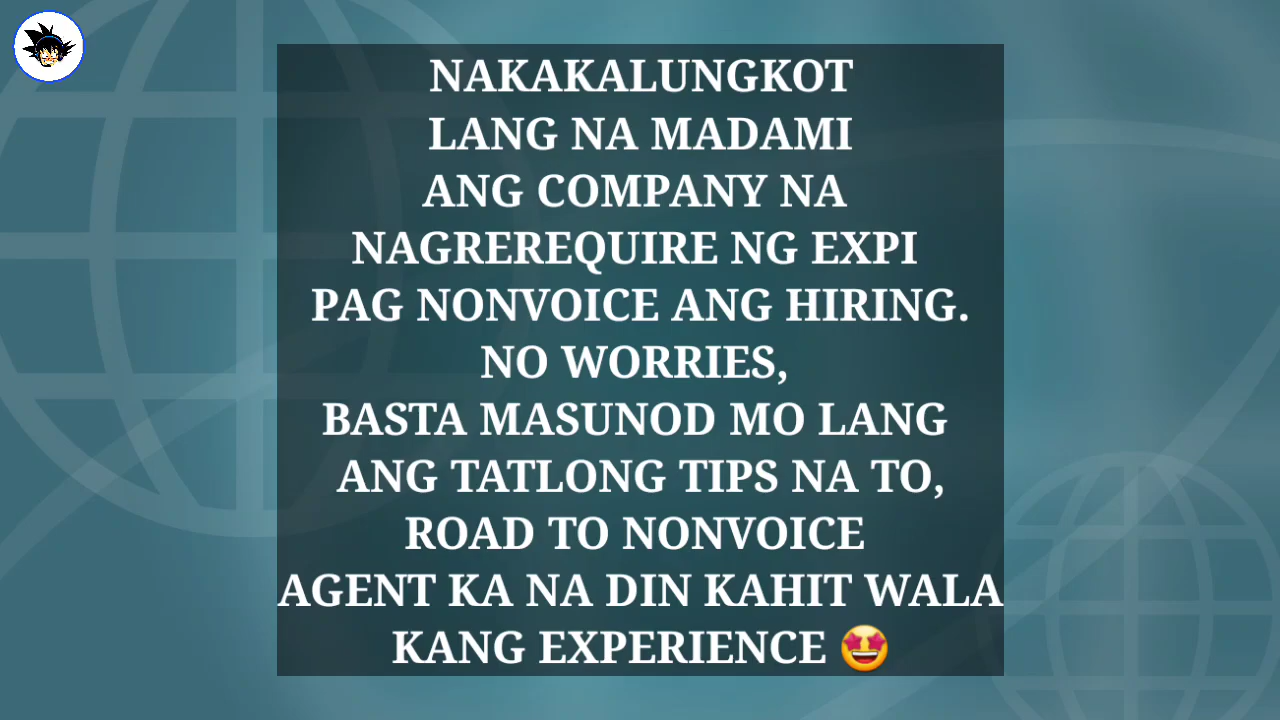 NAKAKALUNGKOT
LANG NA MADAMI
ANG COMPANY NA
NAGREREQUIRE NG EXPI
PAG NONVOICE ANG HIRING.
NO WORRIES,
BASTA MASUNOD MO LANG
ANG TATLONG TIPS NA TO,
ROAD TO NONVOICE
AGENT KA NA DIN KAHIT WALA
KANG EXPERIENCE 🤩